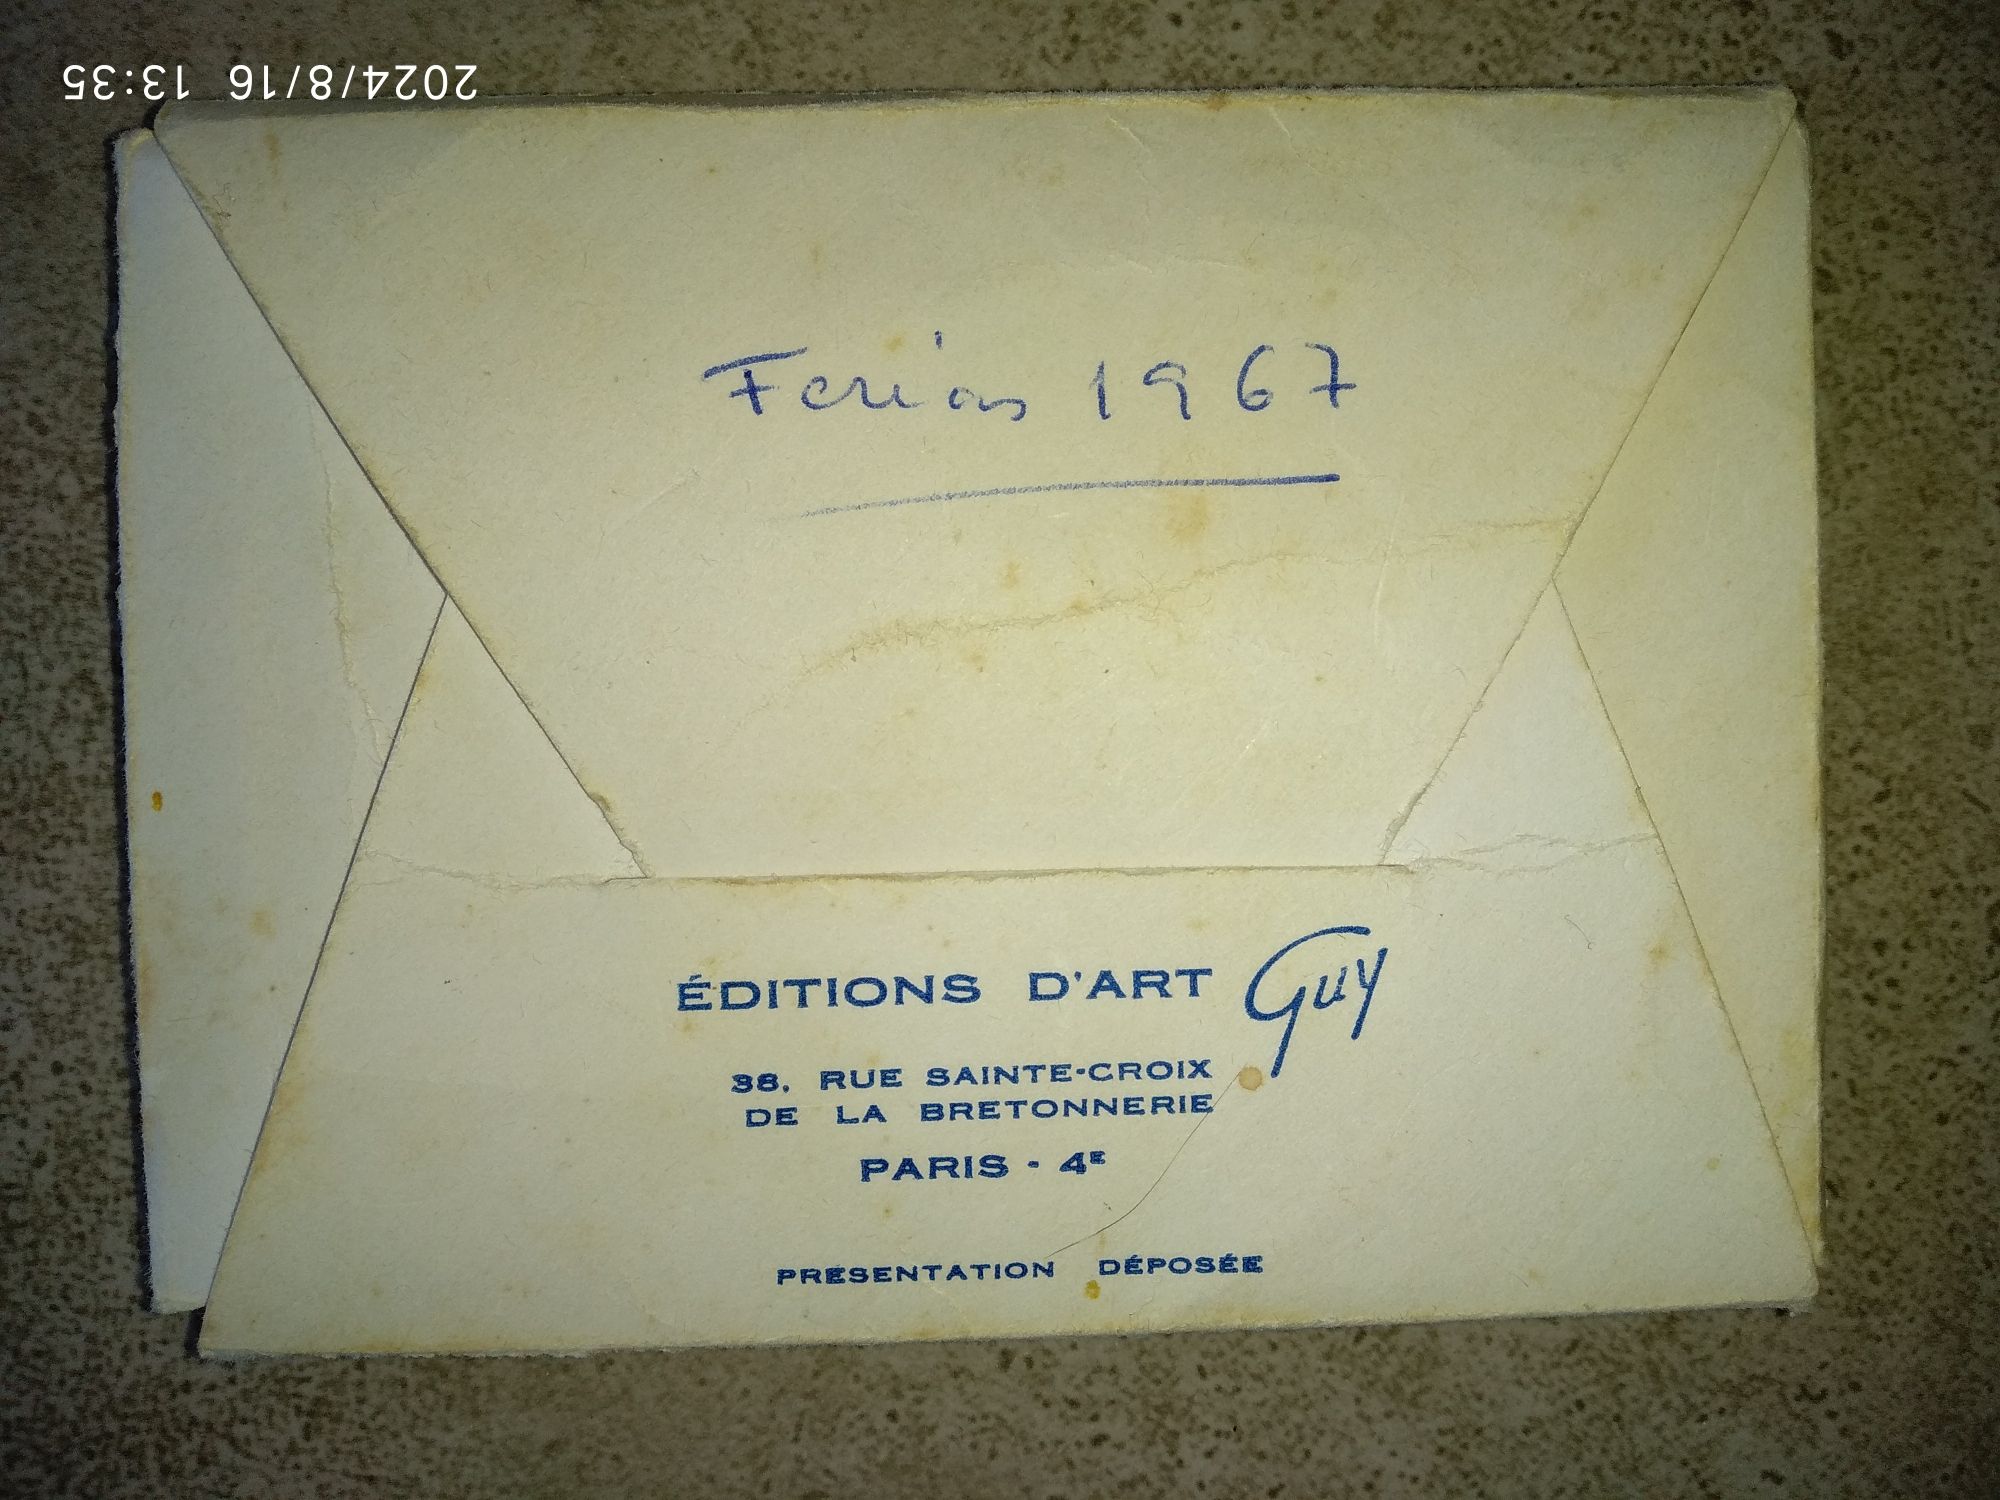 2024/8/16 13:35
Férias 1967
ÉDITIONS D'ART Guy
38, RUE SAINTE-CROIX
DE LA BRETONNERIE
PARIS - 4E
PRESENTATION DÉPOSÉE